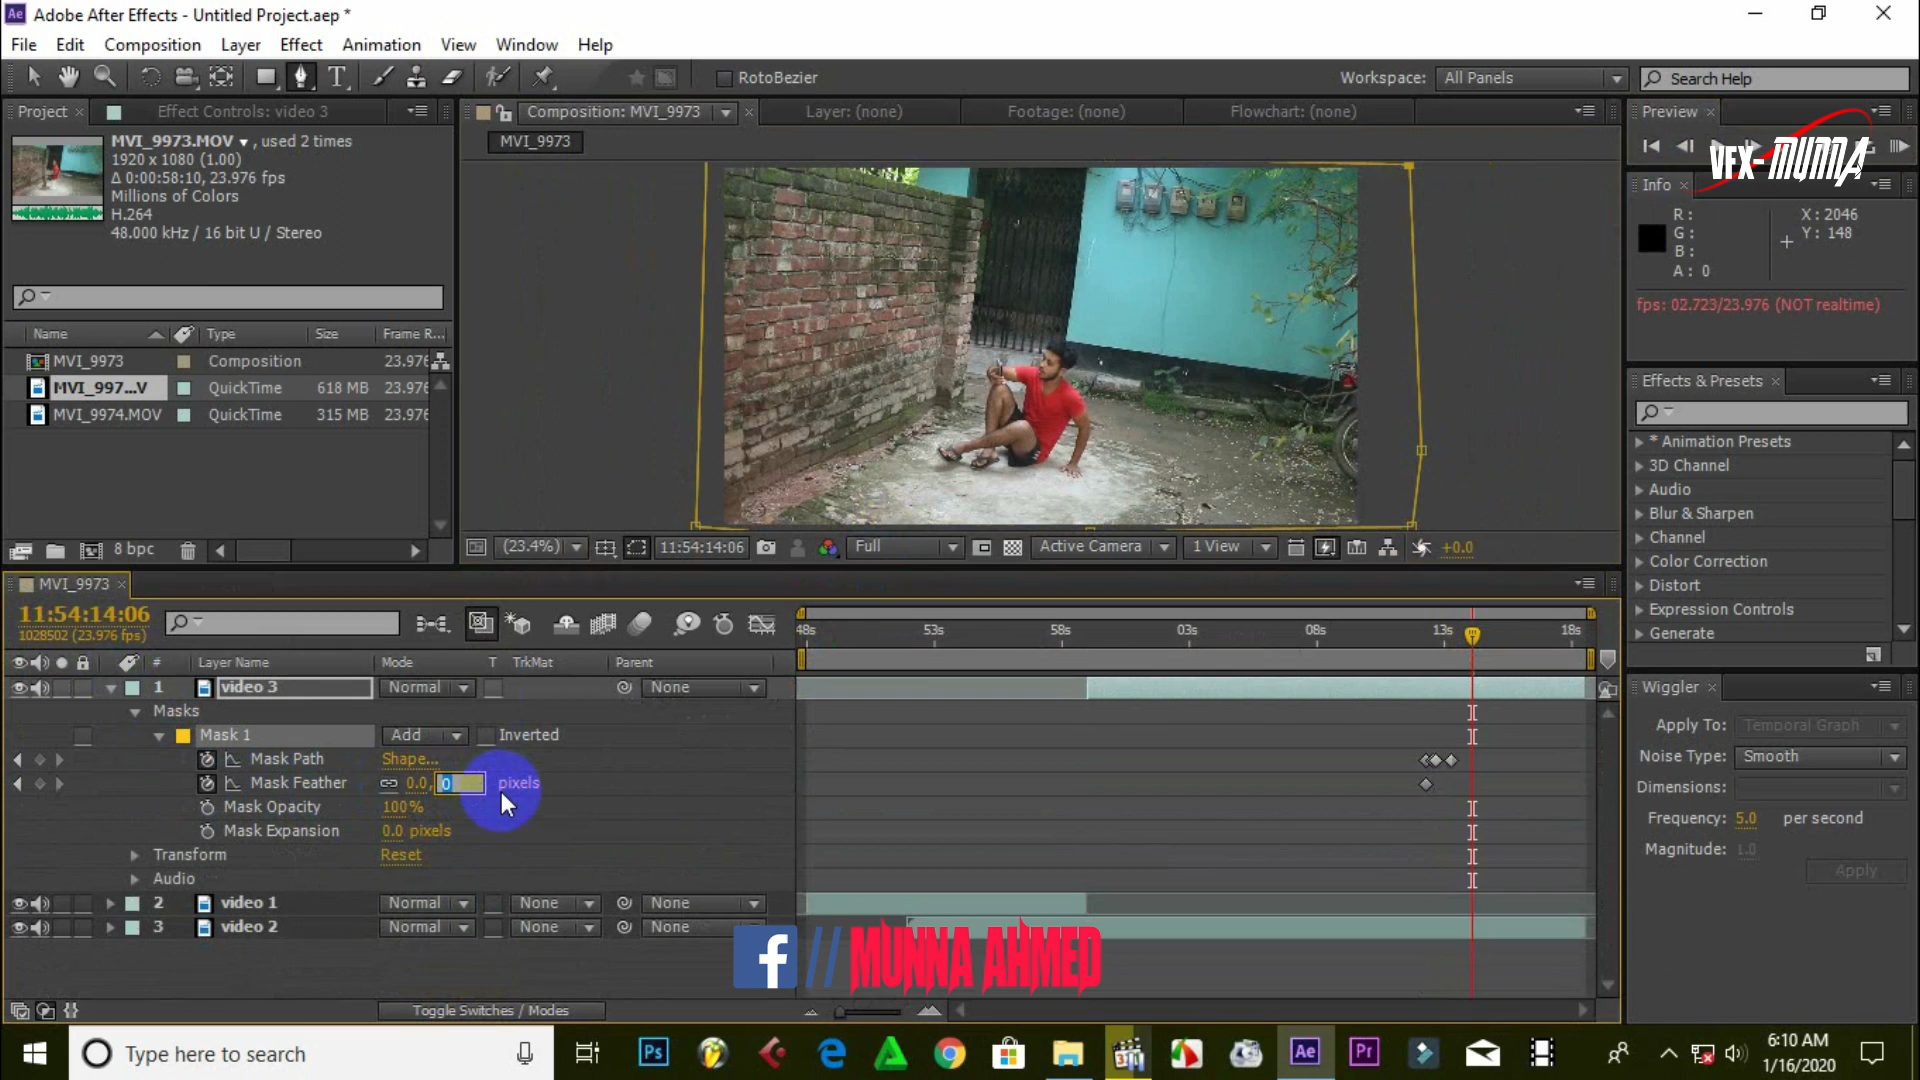 Adobe After Effects - Untitled Project.aep *
File Edit Composition Layer Effect Animation View Window Help
RotoBezier
Workspace: All Panels
Search Help
Project
Effect Controls: video 3
MVI_9973.MOV , used 2 times
1920 x 1080 (1.00)
Δ 0:00:58:10, 23.976 fps
Millions of Colors
H.264
48.000 kHz / 16 bit U / Stereo
Name Type Size Frame R...
MVI_9973 Composition 23.976
MVI_997...V QuickTime 618 MB 23.976
MVI_9974.MOV QuickTime 315 MB 23.976
8 bpc
Composition: MVI_9973
Layer: (none)
Footage: (none)
Flowchart: (none)
MVI_9973
(23.4%) 11:54:14:06 Full Active Camera 1 View +0.0
Preview
VFX-MUNNA
Info
R :
G :
B :
A : 0
X : 2046
Y : 148
fps: 02.723/23.976 (NOT realtime)
Effects & Presets
* Animation Presets
3D Channel
Audio
Blur & Sharpen
Channel
Color Correction
Distort
Expression Controls
Generate
Wiggler
Apply To: Temporal Graph
Noise Type: Smooth
Dimensions:
Frequency: 5.0 per second
Magnitude: 1.0
Apply
MVI_9973
11:54:14:06
1028502 (23.976 fps)
48s 53s 58s 03s 08s 13s 18s
# Layer Name Mode T TrkMat Parent
1 video 3 Normal None
Masks
Mask 1 Add Inverted
Mask Path Shape...
Mask Feather 0.0, 0 pixels
Mask Opacity 100%
Mask Expansion 0.0 pixels
Transform Reset
Audio
2 video 1 Normal None None
3 video 2 Normal None None
f // MUNNA AHMED
Toggle Switches / Modes
Type here to search
Ps
Ae
Pr
6:10 AM
1/16/2020